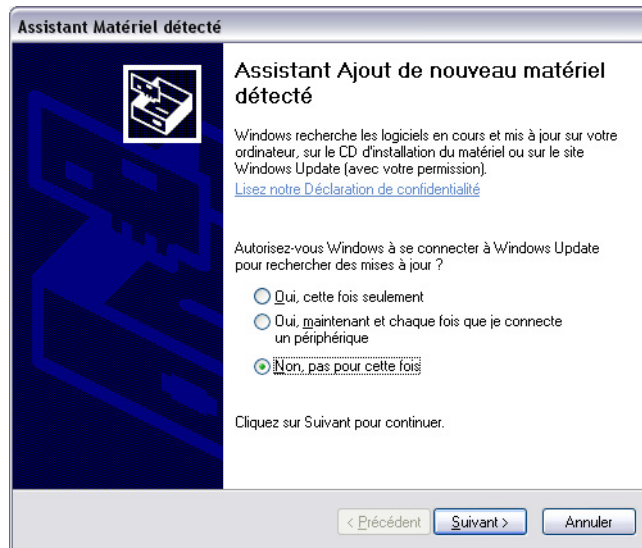 Assistant Matériel détecté
Assistant Ajout de nouveau matériel
détecté
Windows recherche les logiciels en cours et mis à jour sur votre
ordinateur, sur le CD d'installation du matériel ou sur le site
Windows Update (avec votre permission).
Lisez notre Déclaration de confidentialité
Autorisez-vous Windows à se connecter à Windows Update
pour rechercher des mises à jour ?
Oui, cette fois seulement
Oui, maintenant et chaque fois que je connecte
un périphérique
Non, pas pour cette fois
Cliquez sur Suivant pour continuer.
< Précédent Suivant > Annuler